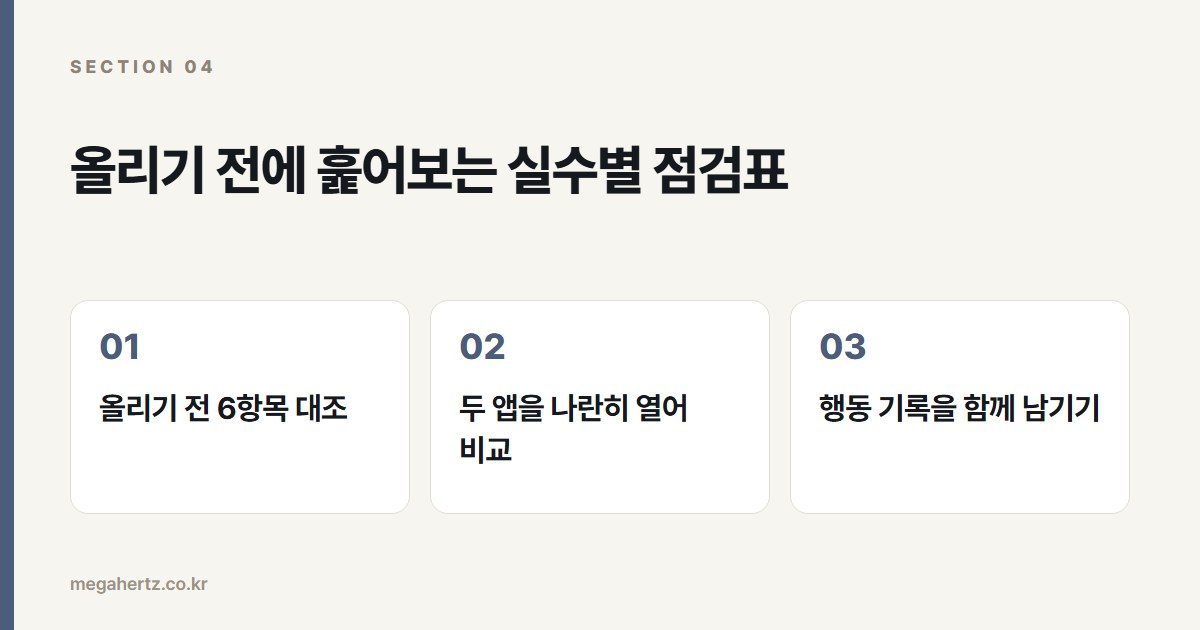 SECTION 04
올리기 전에 훑어보는 실수별 점검표
01
올리기 전 6항목 대조
02
두 앱을 나란히 열어
비교
03
행동 기록을 함께 남기기
megahertz.co.kr